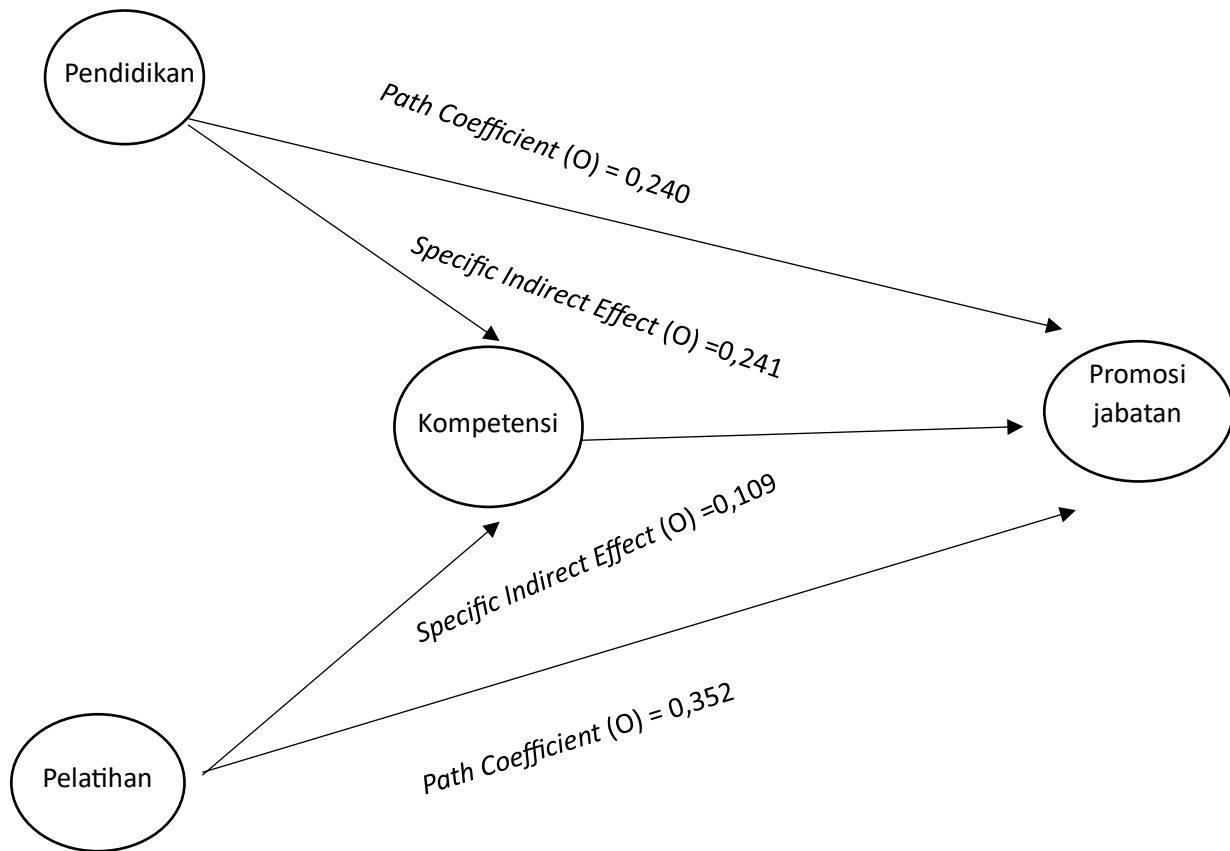 Pendidikan
Path Coefficient (O) = 0,240
Specific Indirect Effect (O) =0,241
Promosi
jabatan
Kompetensi
Specific Indirect Effect (O) =0,109
Path Coefficient (O) = 0,352
Pelatihan